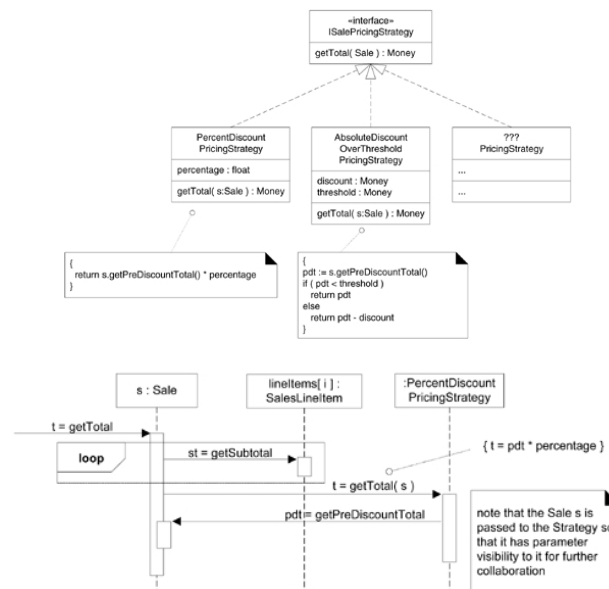 «interface»
ISalePricingStrategy
getTotal( Sale ) : Money
PercentDiscount
PricingStrategy
percentage : float
getTotal( s:Sale ) : Money
AbsoluteDiscount
OverThreshold
PricingStrategy
discount : Money
threshold : Money
getTotal( s:Sale ) : Money
???
PricingStrategy
...
...
{
return s.getPreDiscountTotal() * percentage
}
{
pdt := s.getPreDiscountTotal()
if ( pdt < threshold )
return pdt
else
return pdt - discount
}
s : Sale
lineItems[ i ] :
SalesLineItem
:PercentDiscount
PricingStrategy
t = getTotal
loop
st = getSubtotal
{ t = pdt * percentage }
t = getTotal( s )
pdt = getPreDiscountTotal
note that the Sale s is
passed to the Strategy so
that it has parameter
visibility to it for further
collaboration